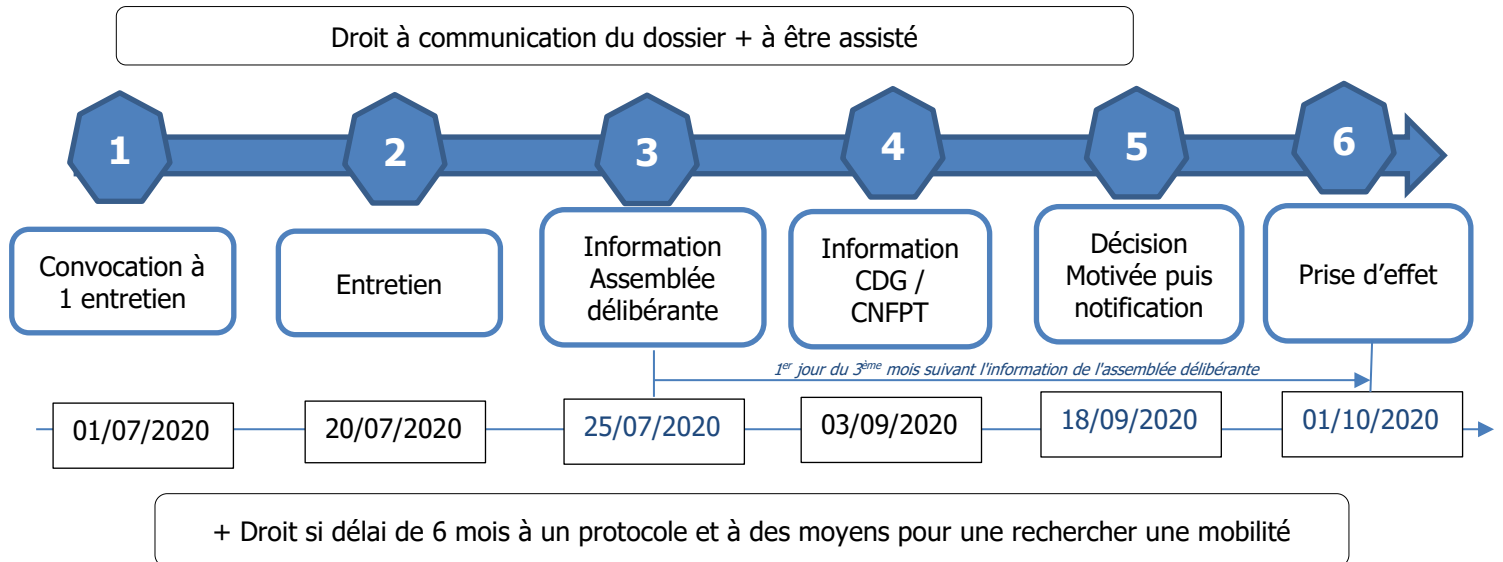 Droit à communication du dossier + à être assisté
1
2
3
4
5
6
Convocation à
1 entretien
Entretien
Information
Assemblée
délibérante
Information
CDG /
CNFPT
Décision
Motivée puis
notification
Prise d’effet
1er jour du 3ème mois suivant l'information de l'assemblée délibérante
01/07/2020
20/07/2020
25/07/2020
03/09/2020
18/09/2020
01/10/2020
+ Droit si délai de 6 mois à un protocole et à des moyens pour une rechercher une mobilité